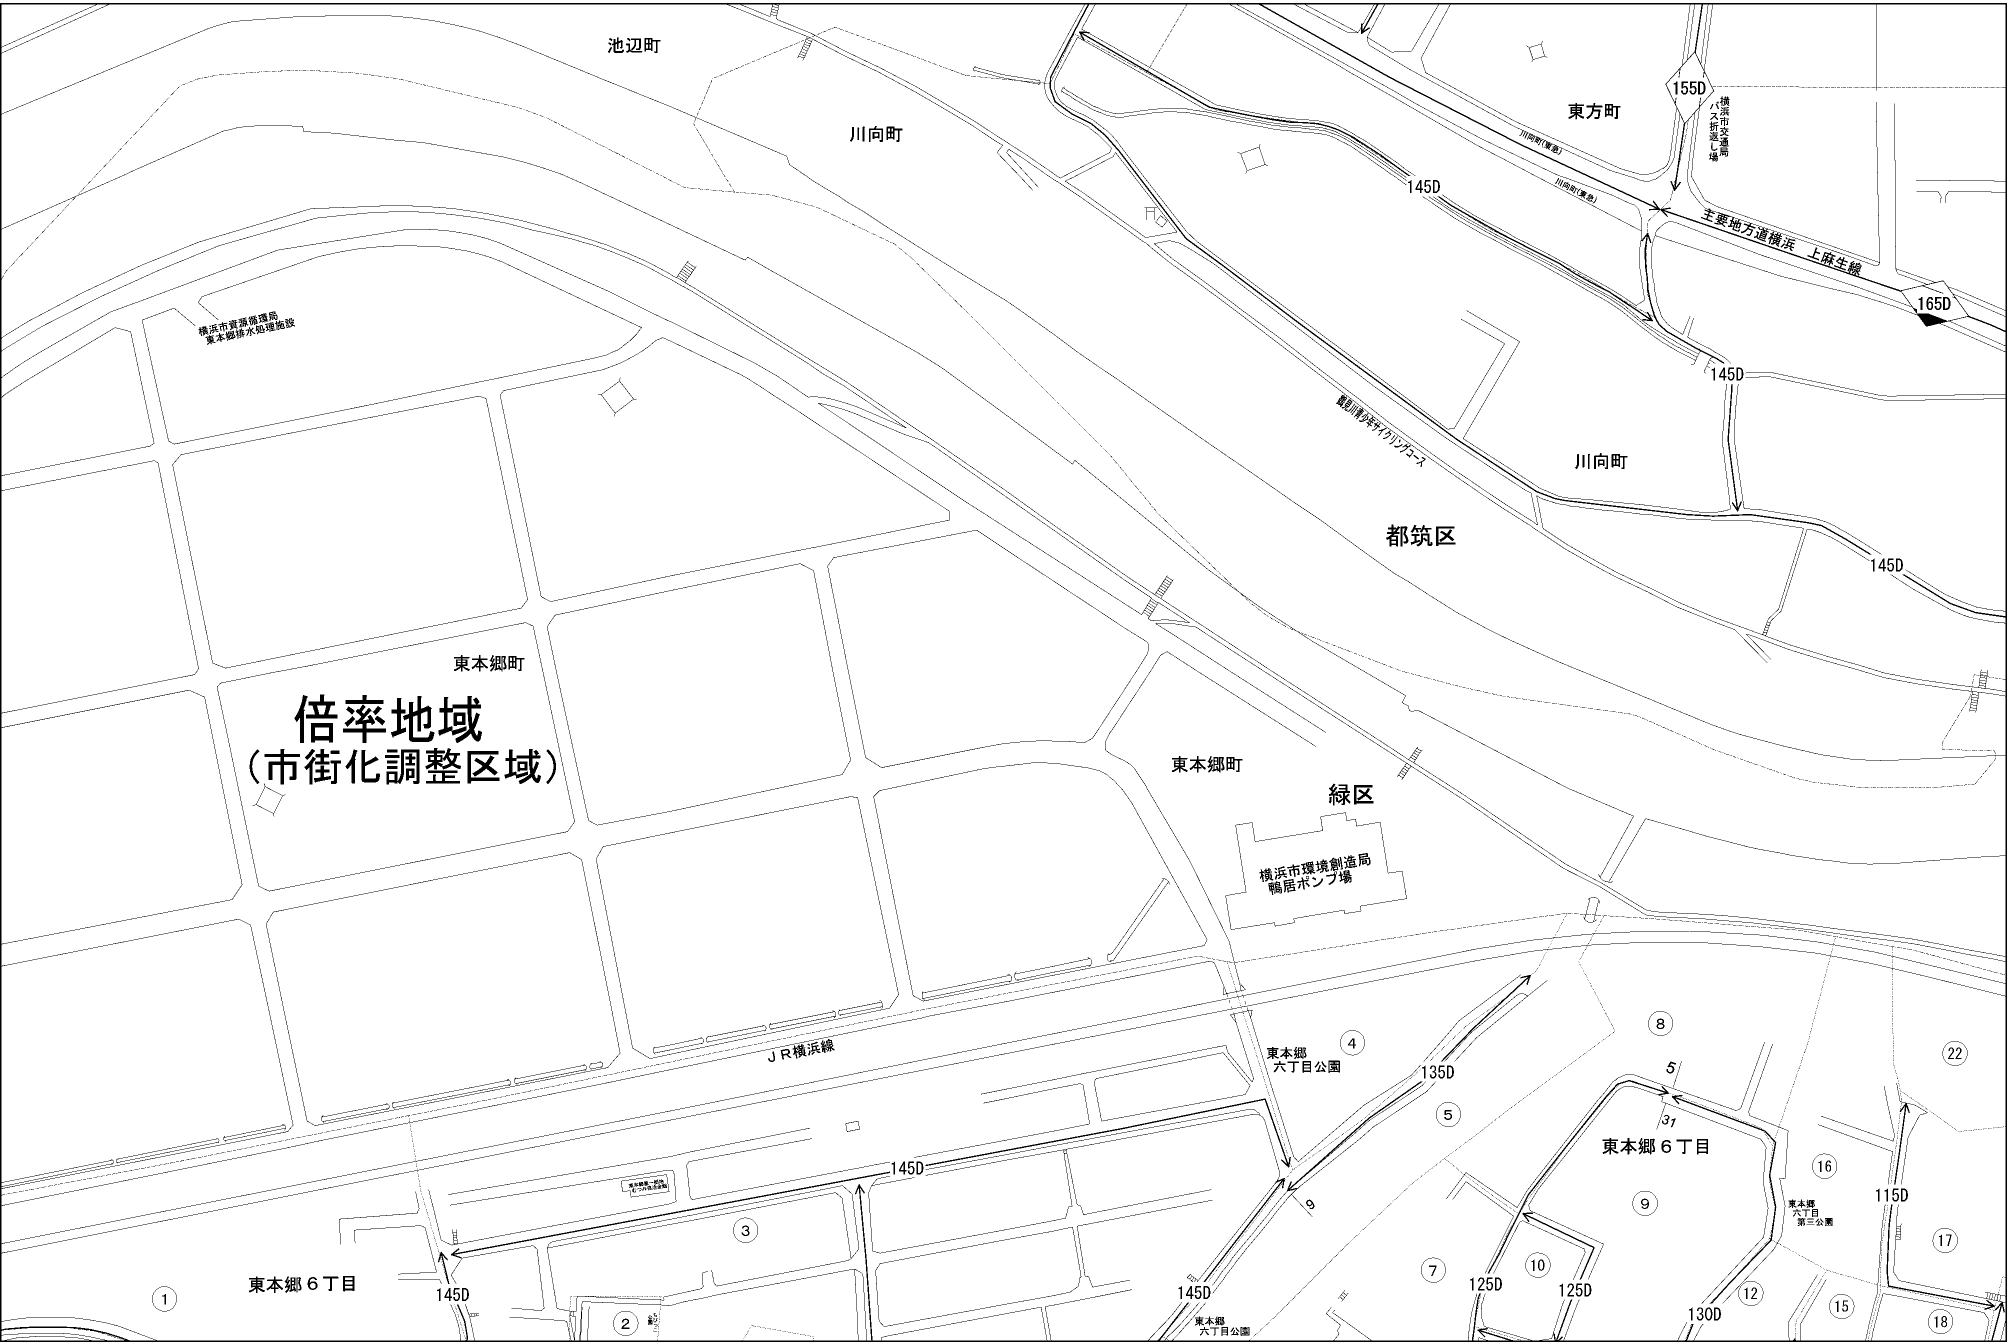 池辺町
川向町
東方町
155D
横浜市交通局
バス折返し場
川向町(東急)
川向町(東急)
145D
主要地方道横浜 上麻生線
165D
横浜市資源循環局
東本郷排水処理施設
145D
鶴見川青少年サイクリングコース
川向町
都筑区
145D
東本郷町
倍率地域
(市街化調整区域)
東本郷町
緑区
横浜市環境創造局
鴨居ポンプ場
JR横浜線
東本郷
六丁目公園
4
8
22
135D
5
5
31
東本郷6丁目
16
145D
9
9
115D
東本郷
六丁目
第三公園
3
17
東本郷6丁目
1
145D
145D
7
10
125D
125D
12
130D
15
18
2
東本郷
六丁目公園